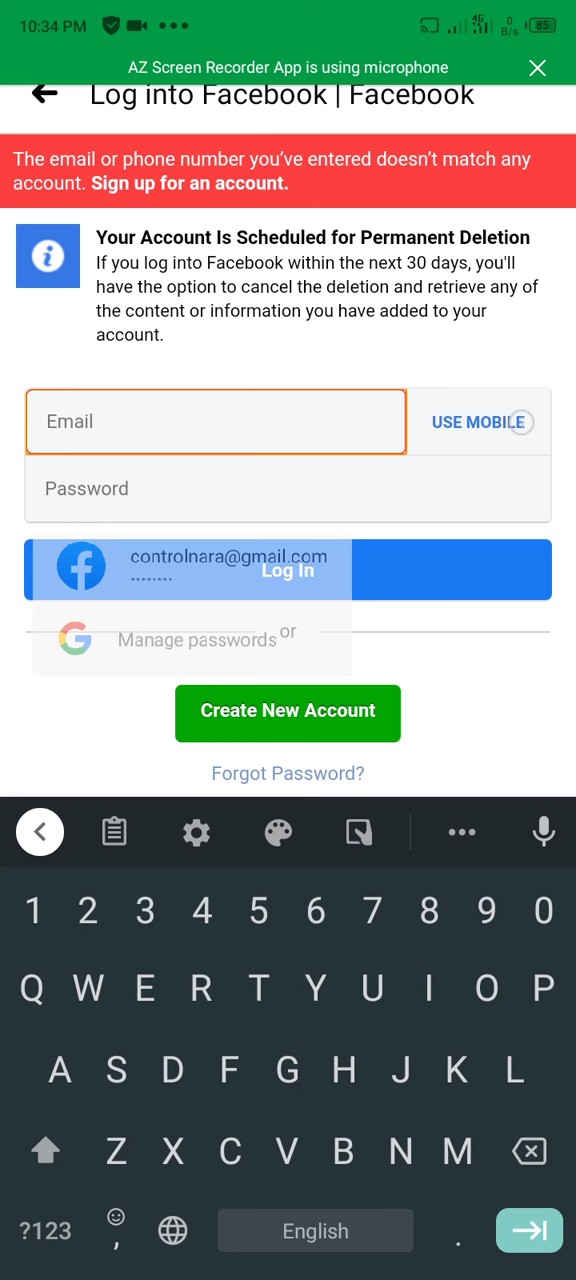 10:34 PM 4G 0 B/s 85
AZ Screen Recorder App is using microphone
Log into Facebook | Facebook
The email or phone number you’ve entered doesn’t match any
account. Sign up for an account.
Your Account Is Scheduled for Permanent Deletion
If you log into Facebook within the next 30 days, you'll
have the option to cancel the deletion and retrieve any of
the content or information you have added to your
account.
Email
USE MOBILE
Password
controlnara@gmail.com
········
Log In
Manage passwords
or
Create New Account
Forgot Password?
1 2 3 4 5 6 7 8 9 0
Q W E R T Y U I O P
A S D F G H J K L
Z X C V B N M
?123 , English .